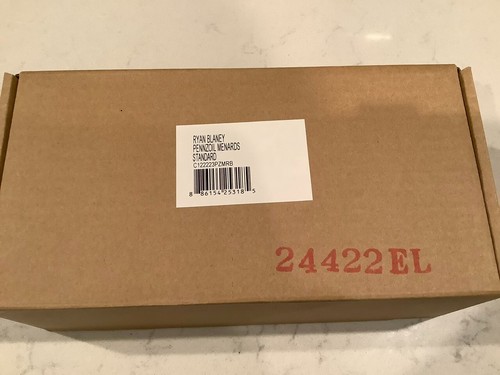 RYAN BLANEY
PENNZOIL MENARDS
STANDARD
C122223PZMRB
8 86154 25318 5
24422EL